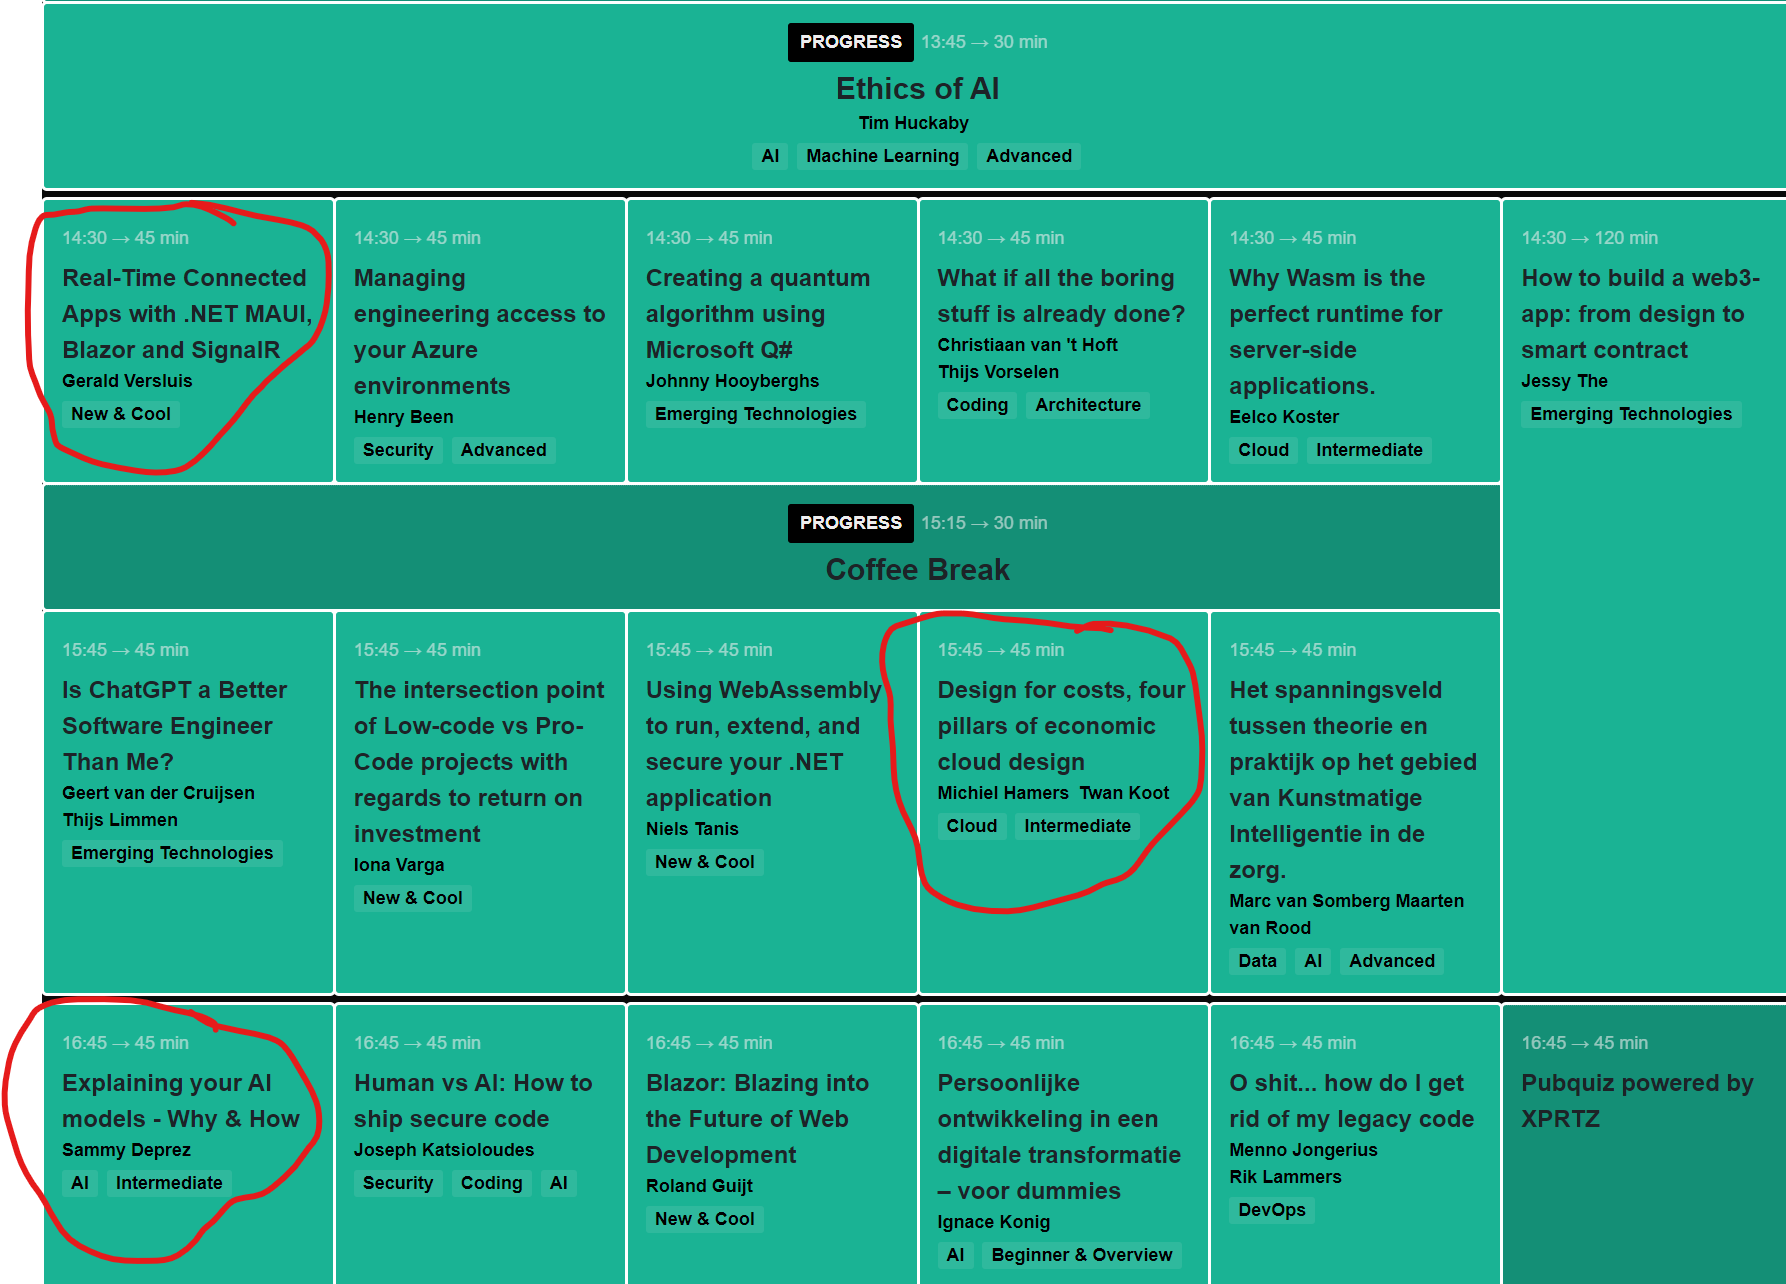 PROGRESS 13:45 → 30 min
Ethics of AI
Tim Huckaby
AI Machine Learning Advanced
14:30 → 45 min
Real-Time Connected
Apps with .NET MAUI,
Blazor and SignalR
Gerald Versluis
New & Cool
14:30 → 45 min
Managing
engineering access to
your Azure
environments
Henry Been
Security Advanced
14:30 → 45 min
Creating a quantum
algorithm using
Microsoft Q#
Johnny Hooyberghs
Emerging Technologies
14:30 → 45 min
What if all the boring
stuff is already done?
Christiaan van 't Hoft
Thijs Vorselen
Coding Architecture
14:30 → 45 min
Why Wasm is the
perfect runtime for
server-side
applications.
Eelco Koster
Cloud Intermediate
14:30 → 120 min
How to build a web3-
app: from design to
smart contract
Jessy The
Emerging Technologies
PROGRESS 15:15 → 30 min
Coffee Break
15:45 → 45 min
Is ChatGPT a Better
Software Engineer
Than Me?
Geert van der Cruijsen
Thijs Limmen
Emerging Technologies
15:45 → 45 min
The intersection point
of Low-code vs Pro-
Code projects with
regards to return on
investment
Iona Varga
New & Cool
15:45 → 45 min
Using WebAssembly
to run, extend, and
secure your .NET
application
Niels Tanis
New & Cool
15:45 → 45 min
Design for costs, four
pillars of economic
cloud design
Michiel Hamers Twan Koot
Cloud Intermediate
15:45 → 45 min
Het spanningsveld
tussen theorie en
praktijk op het gebied
van Kunstmatige
Intelligentie in de
zorg.
Marc van Somberg Maarten
van Rood
Data AI Advanced
16:45 → 45 min
Explaining your AI
models - Why & How
Sammy Deprez
AI Intermediate
16:45 → 45 min
Human vs AI: How to
ship secure code
Joseph Katsioloudes
Security Coding AI
16:45 → 45 min
Blazor: Blazing into
the Future of Web
Development
Roland Guijt
New & Cool
16:45 → 45 min
Persoonlijke
ontwikkeling in een
digitale transformatie
– voor dummies
Ignace Konig
AI Beginner & Overview
16:45 → 45 min
O shit... how do I get
rid of my legacy code
Menno Jongerius
Rik Lammers
DevOps
16:45 → 45 min
Pubquiz powered by
XPRTZ